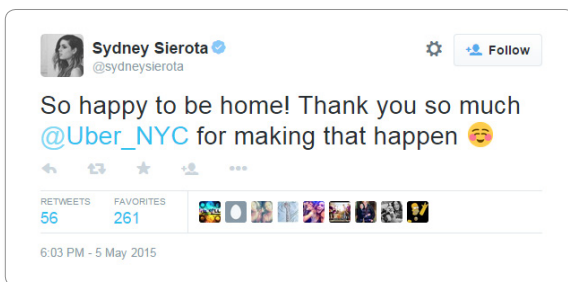 Sydney Sierota
@sydneysierota
Follow
So happy to be home! Thank you so much
@Uber_NYC for making that happen ☺️
RETWEETS FAVORITES
56 261
6:03 PM - 5 May 2015